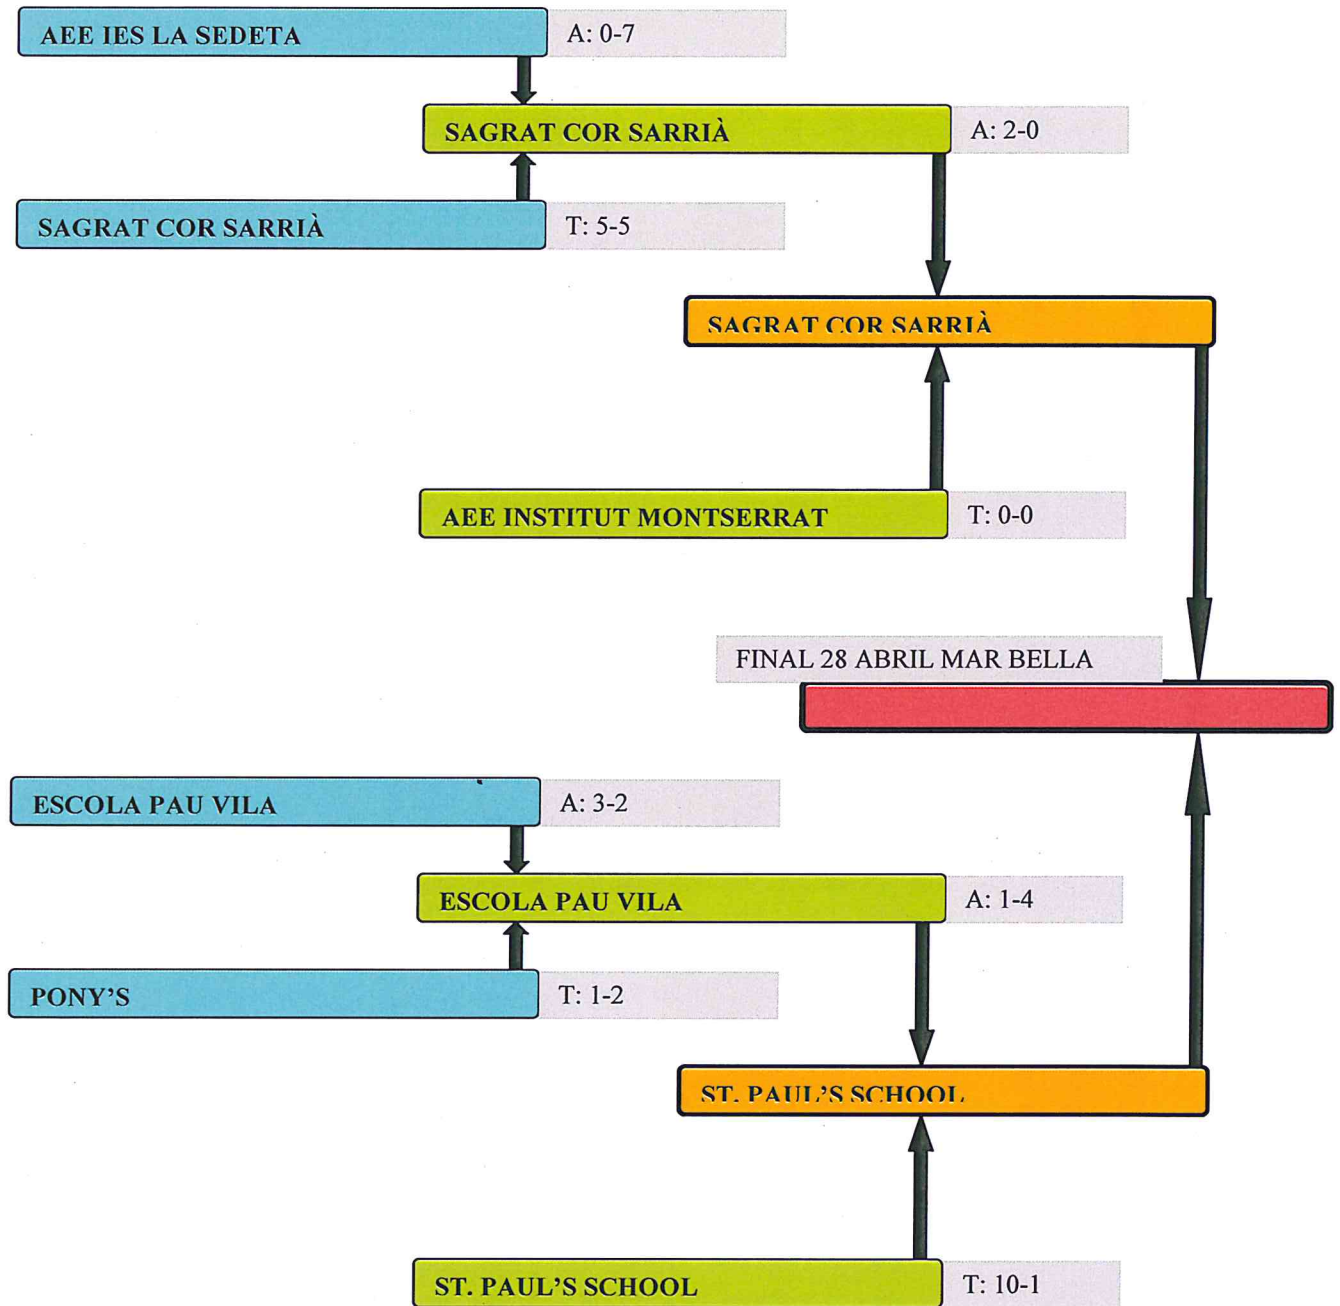 AEE IES LA SEDETA
A: 0-7
SAGRAT COR SARRIÀ
A: 2-0
SAGRAT COR SARRIÀ
T: 5-5
SAGRAT COR SARRIÀ
AEE INSTITUT MONTSERRAT
T: 0-0
FINAL 28 ABRIL MAR BELLA
ESCOLA PAU VILA
A: 3-2
ESCOLA PAU VILA
A: 1-4
PONY’S
T: 1-2
ST. PAUL’S SCHOOL
ST. PAUL’S SCHOOL
T: 10-1